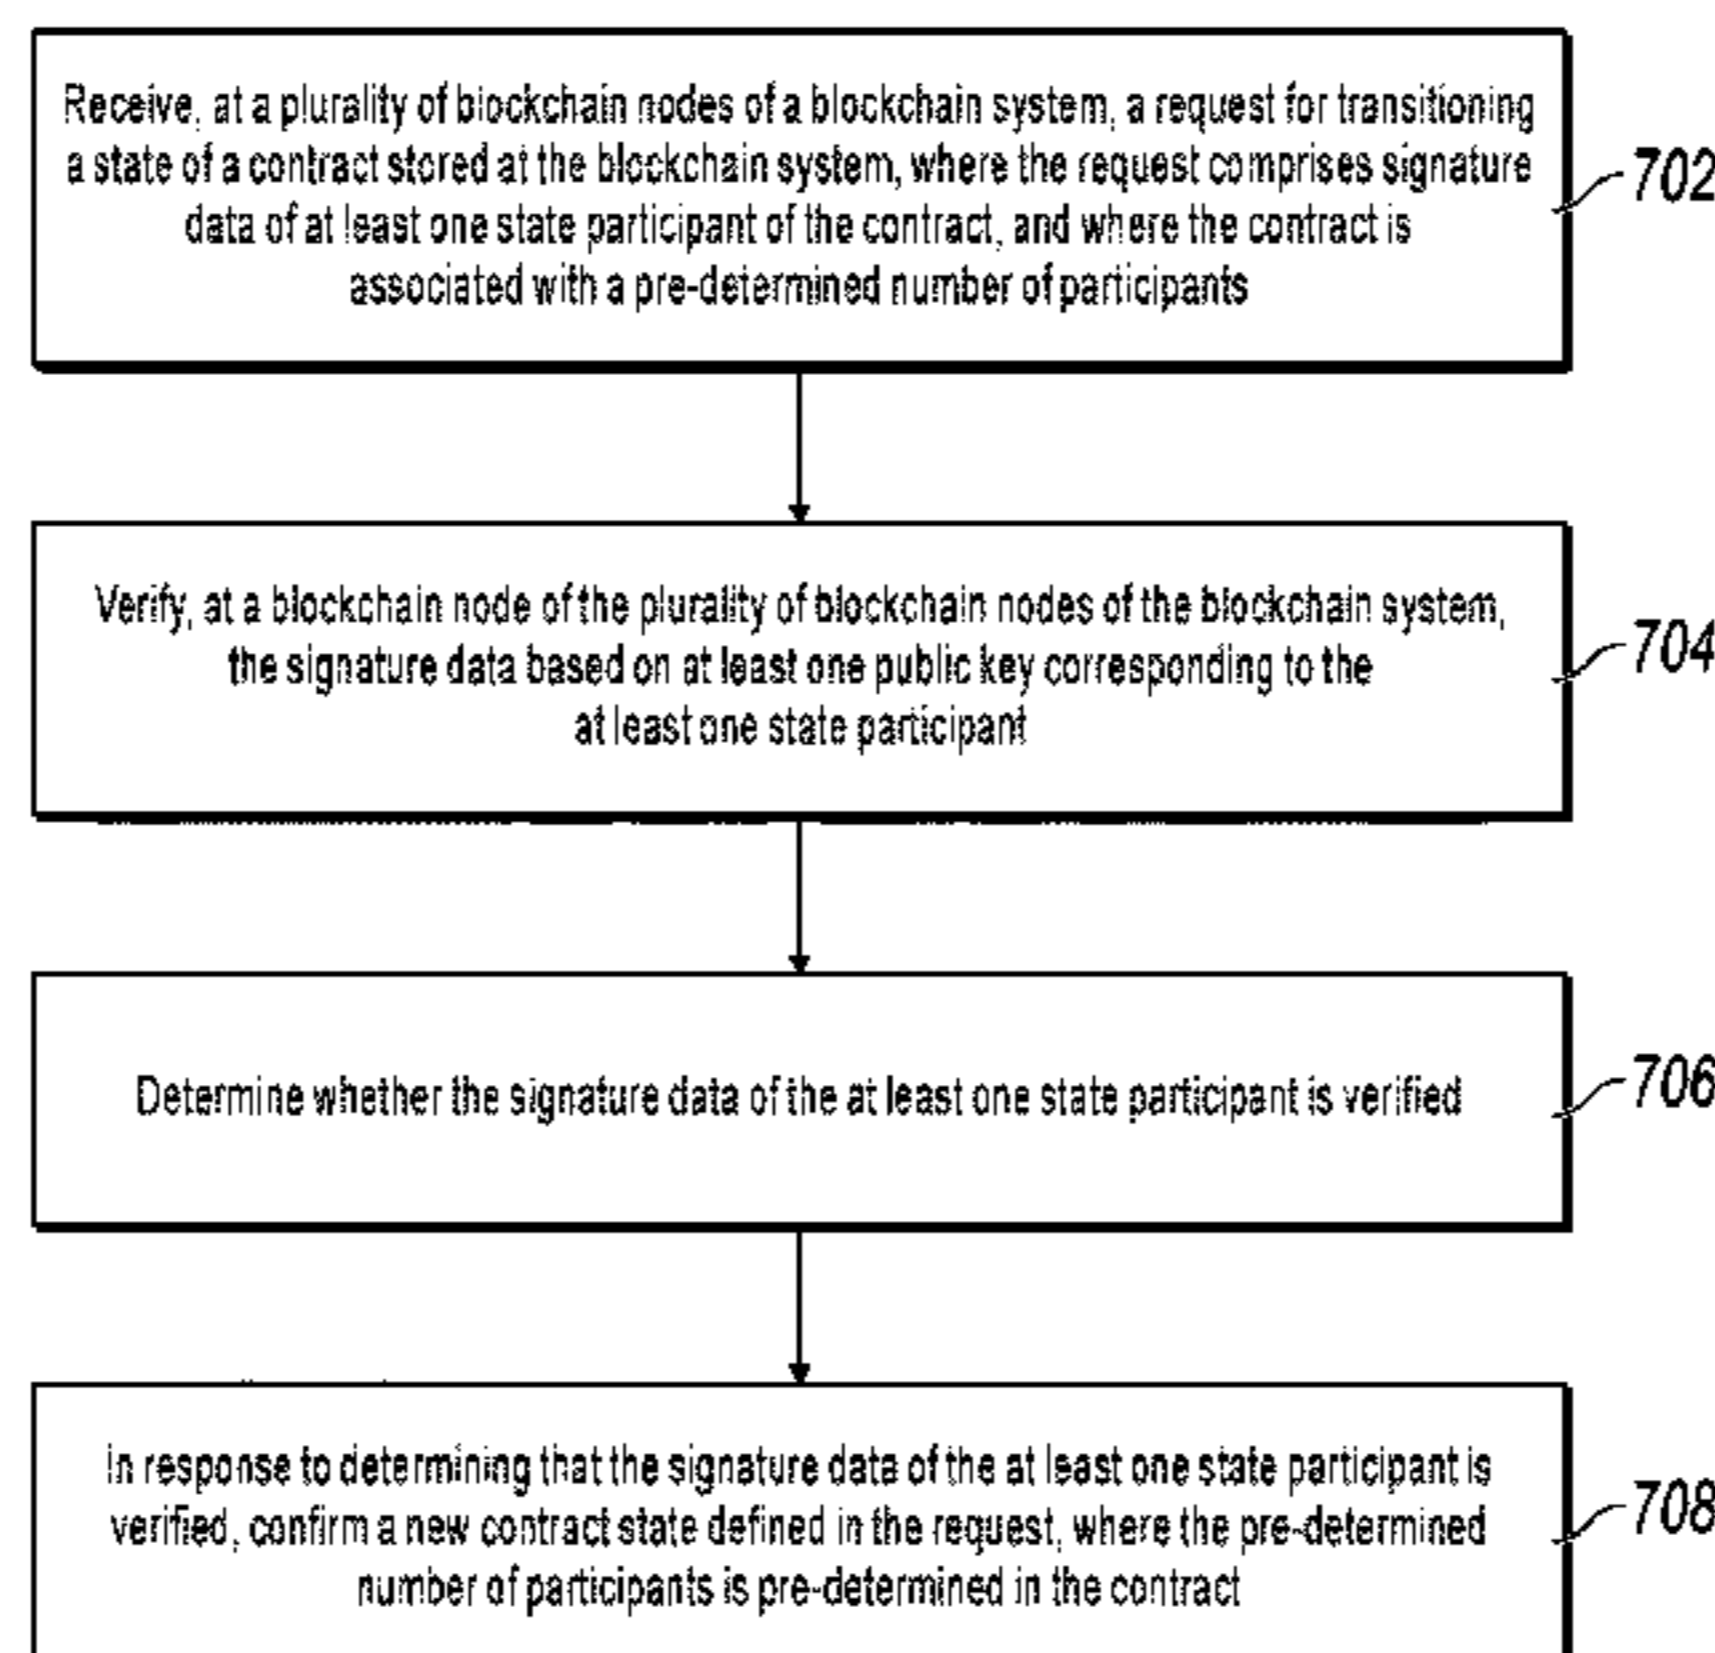 Receive, at a plurality of blockchain nodes of a blockchain system, a request for transitioning
a state of a contract stored at the blockchain system, where the request comprises signature
data of at least one state participant of the contract, and where the contract is
associated with a pre-determined number of participants
702
Verify, at a blockchain node of the plurality of blockchain nodes of the blockchain system,
the signature data based on at least one public key corresponding to the
at least one state participant
704
Determine whether the signature data of the at least one state participant is verified
706
In response to determining that the signature data of the at least one state participant is
verified, confirm a new contract state defined in the request, where the pre-determined
number of participants is pre-determined in the contract
708